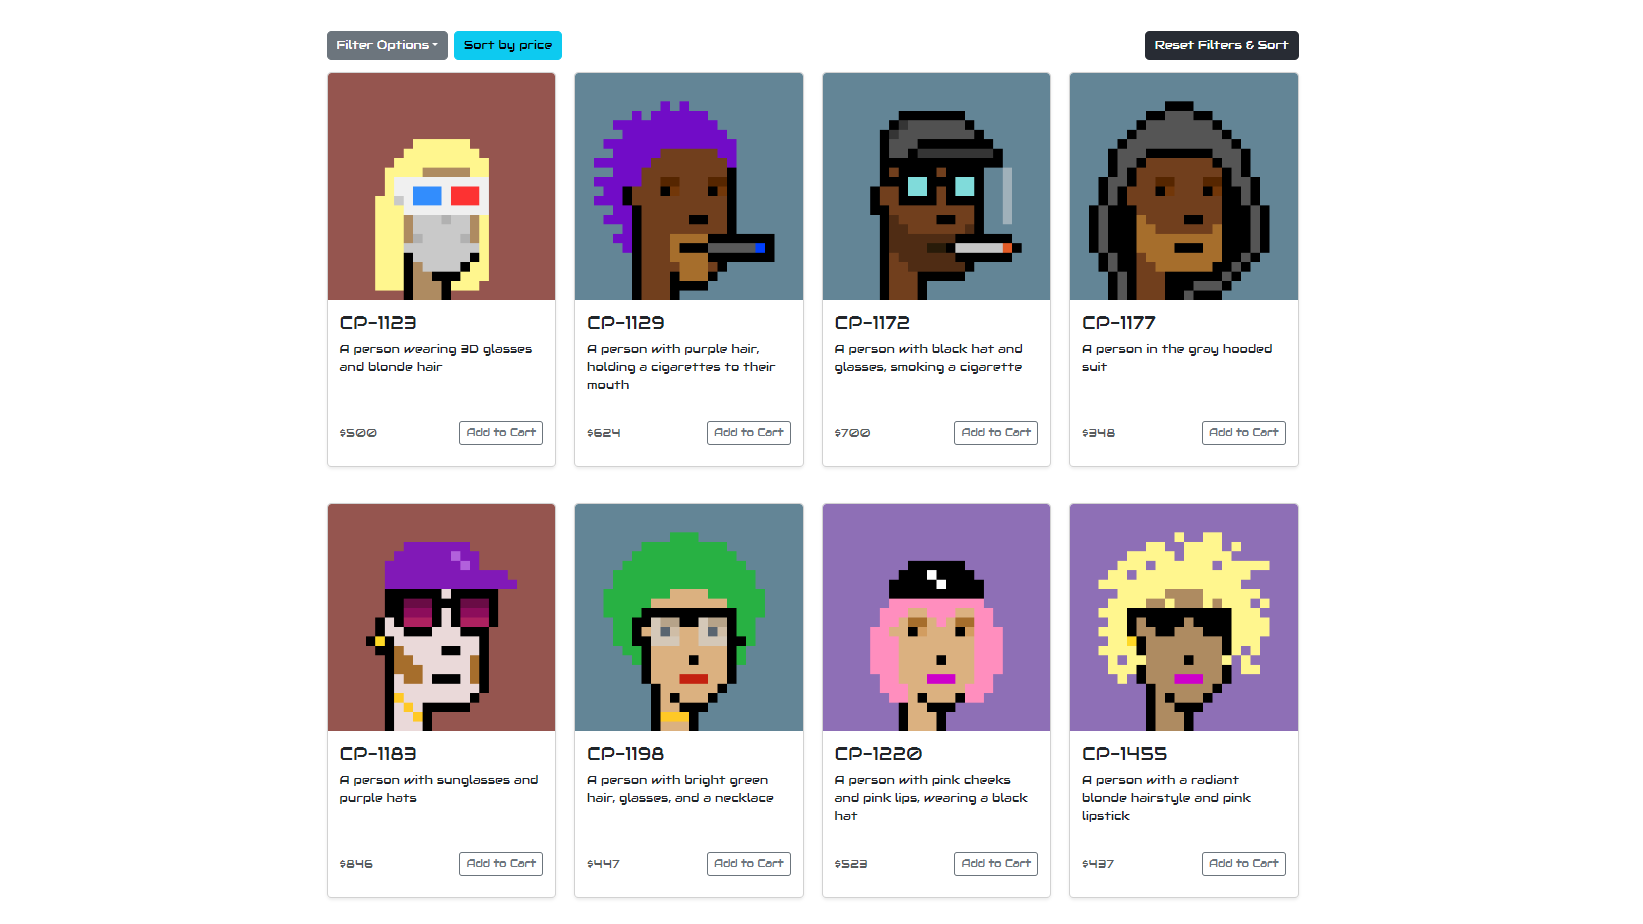 Filter Options
Sort by price
Reset Filters & Sort
CP-1123
A person wearing 3D glasses
and blonde hair
$500
Add to Cart
CP-1129
A person with purple hair,
holding a cigarettes to their
mouth
$624
Add to Cart
CP-1172
A person with black hat and
glasses, smoking a cigarette
$700
Add to Cart
CP-1177
A person in the gray hooded
suit
$348
Add to Cart
CP-1183
A person with sunglasses and
purple hats
$846
Add to Cart
CP-1198
A person with bright green
hair, glasses, and a necklace
$447
Add to Cart
CP-1220
A person with pink cheeks
and pink lips, wearing a black
hat
$523
Add to Cart
CP-1455
A person with a radiant
blonde hairstyle and pink
lipstick
$437
Add to Cart